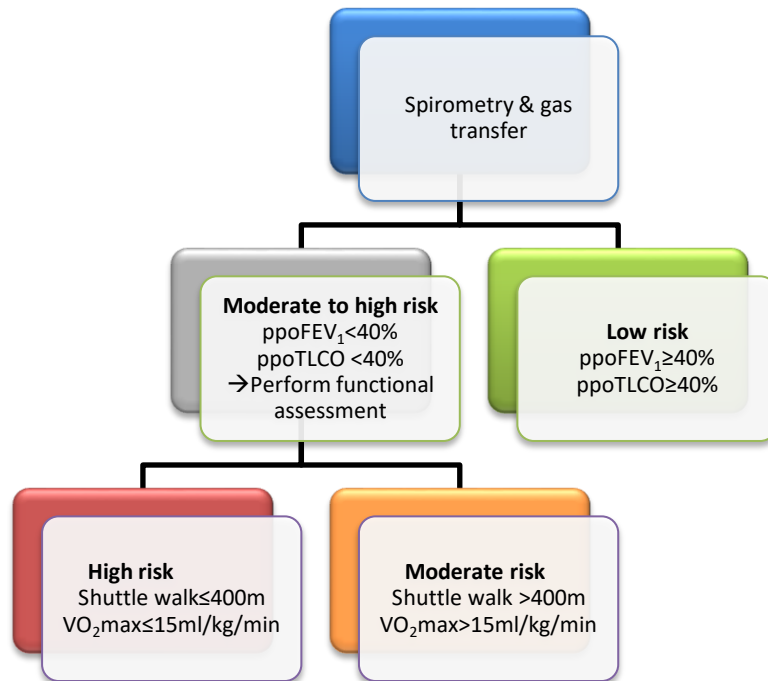 Spirometry & gas
transfer
Moderate to high risk
ppoFEV₁<40%
ppoTLCO <40%
→Perform functional
assessment
Low risk
ppoFEV₁≥40%
ppoTLCO≥40%
High risk
Shuttle walk≤400m
VO₂max≤15ml/kg/min
Moderate risk
Shuttle walk >400m
VO₂max>15ml/kg/min